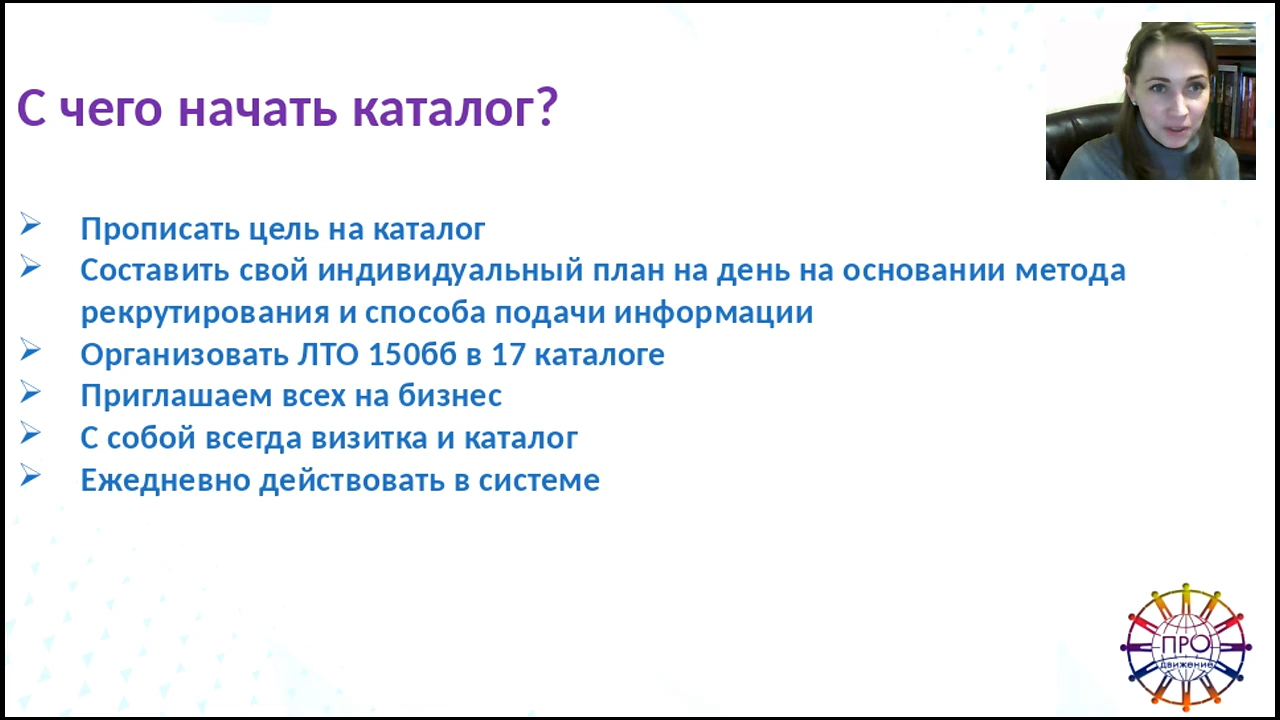 С чего начать каталог?
Прописать цель на каталог
Составить свой индивидуальный план на день на основании метода
рекрутирования и способа подачи информации
Организовать ЛТО 150бб в 17 каталоге
Приглашаем всех на бизнес
С собой всегда визитка и каталог
Ежедневно действовать в системе
ПРО
движение